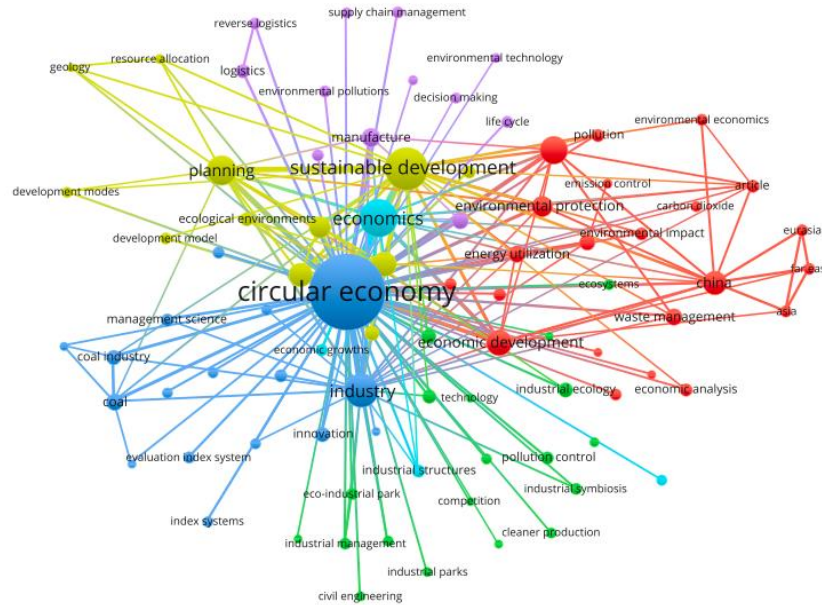 supply chain management
reverse logistics
geology
resource allocation
logistics
environmental technology
environmental pollutions
decision making
life cycle
environmental economics
manufacture
pollution
planning
sustainable development
emission control
article
development modes
environmental protection
carbon dioxide
ecological environments
economics
environmental impact
eurasia
development model
energy utilization
far east
circular economy
ecosystems
china
management science
waste management
asia
economic growths
economic development
coal industry
industry
technology
industrial ecology
economic analysis
coal
innovation
evaluation index system
industrial structures
pollution control
eco-industrial park
industrial symbiosis
index systems
competition
cleaner production
industrial management
industrial parks
civil engineering